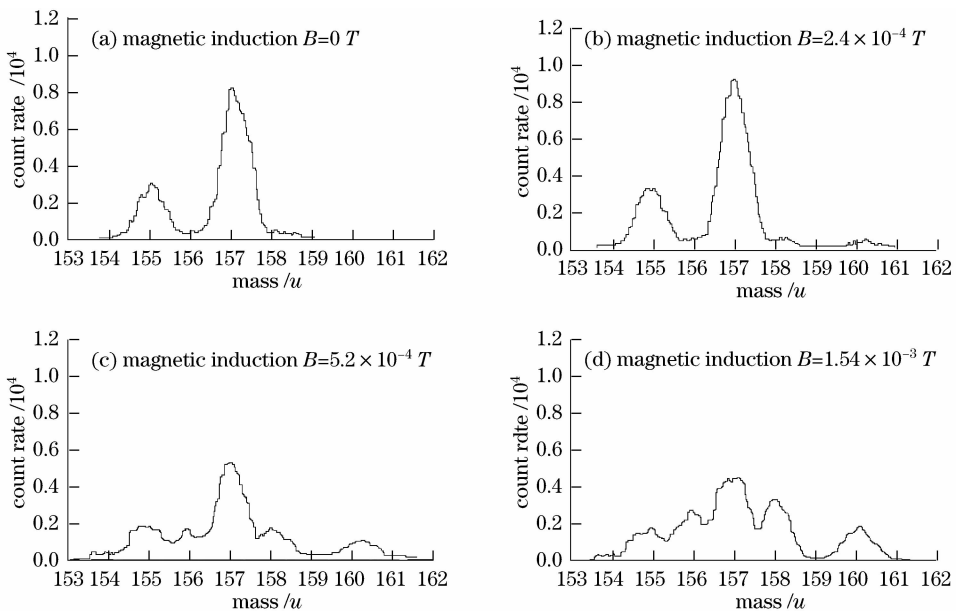 (a) magnetic induction B=0 T
count rate /10⁴
1.2
1.0
0.8
0.6
0.4
0.2
0.0
153 154 155 156 157 158 159 160 161 162
mass /u
(b) magnetic induction B=2.4 × 10⁻⁴ T
count rate /10⁴
1.2
1.0
0.8
0.6
0.4
0.2
0.0
153 154 155 156 157 158 159 160 161 162
mass /u
(c) magnetic induction B=5.2 × 10⁻⁴ T
count rate /10⁴
1.2
1.0
0.8
0.6
0.4
0.2
0.0
153 154 155 156 157 158 159 160 161 162
mass /u
(d) magnetic induction B=1.54 × 10⁻³ T
count rdte /10⁴
1.2
1.0
0.8
0.6
0.4
0.2
0.0
153 154 155 156 157 158 159 160 161 162
mass /u